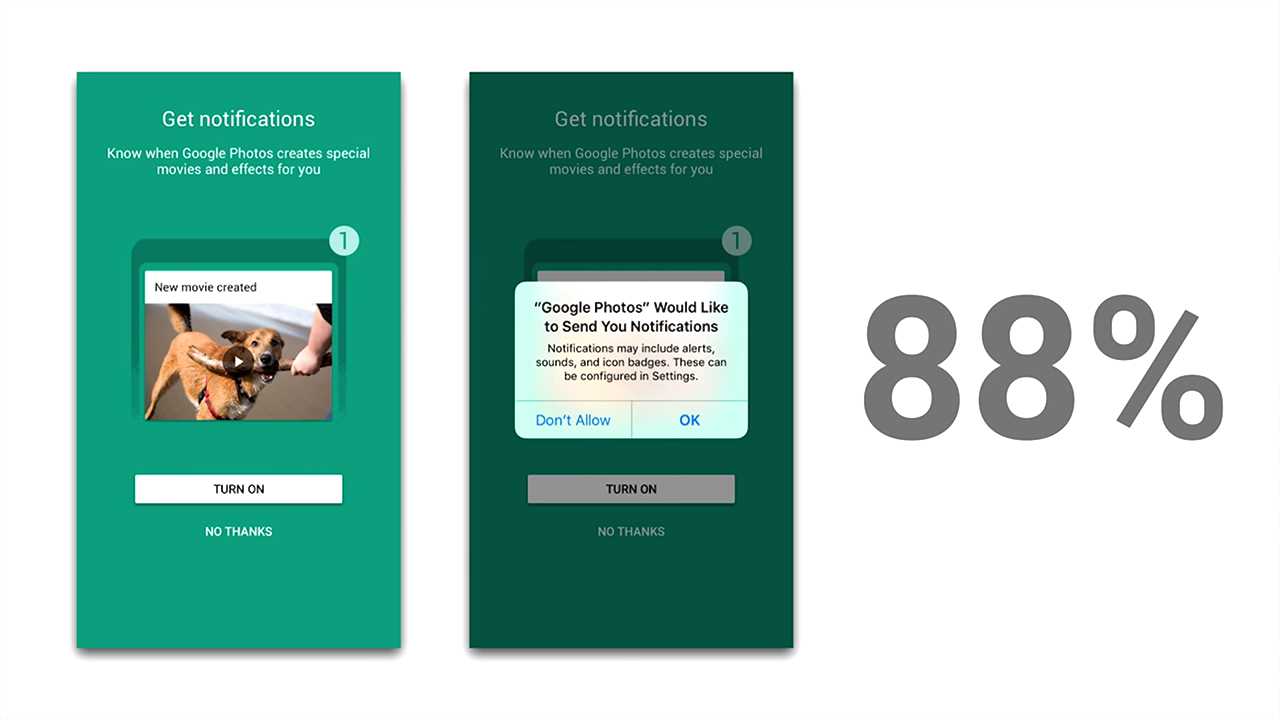 Get notifications
Know when Google Photos creates special
movies and effects for you
1
New movie created
TURN ON
NO THANKS
Get notifications
Know when Google Photos creates special
movies and effects for you
1
“Google Photos” Would Like
to Send You Notifications
Notifications may include alerts,
sounds, and icon badges. These can
be configured in Settings.
Don’t Allow
OK
TURN ON
NO THANKS
88%